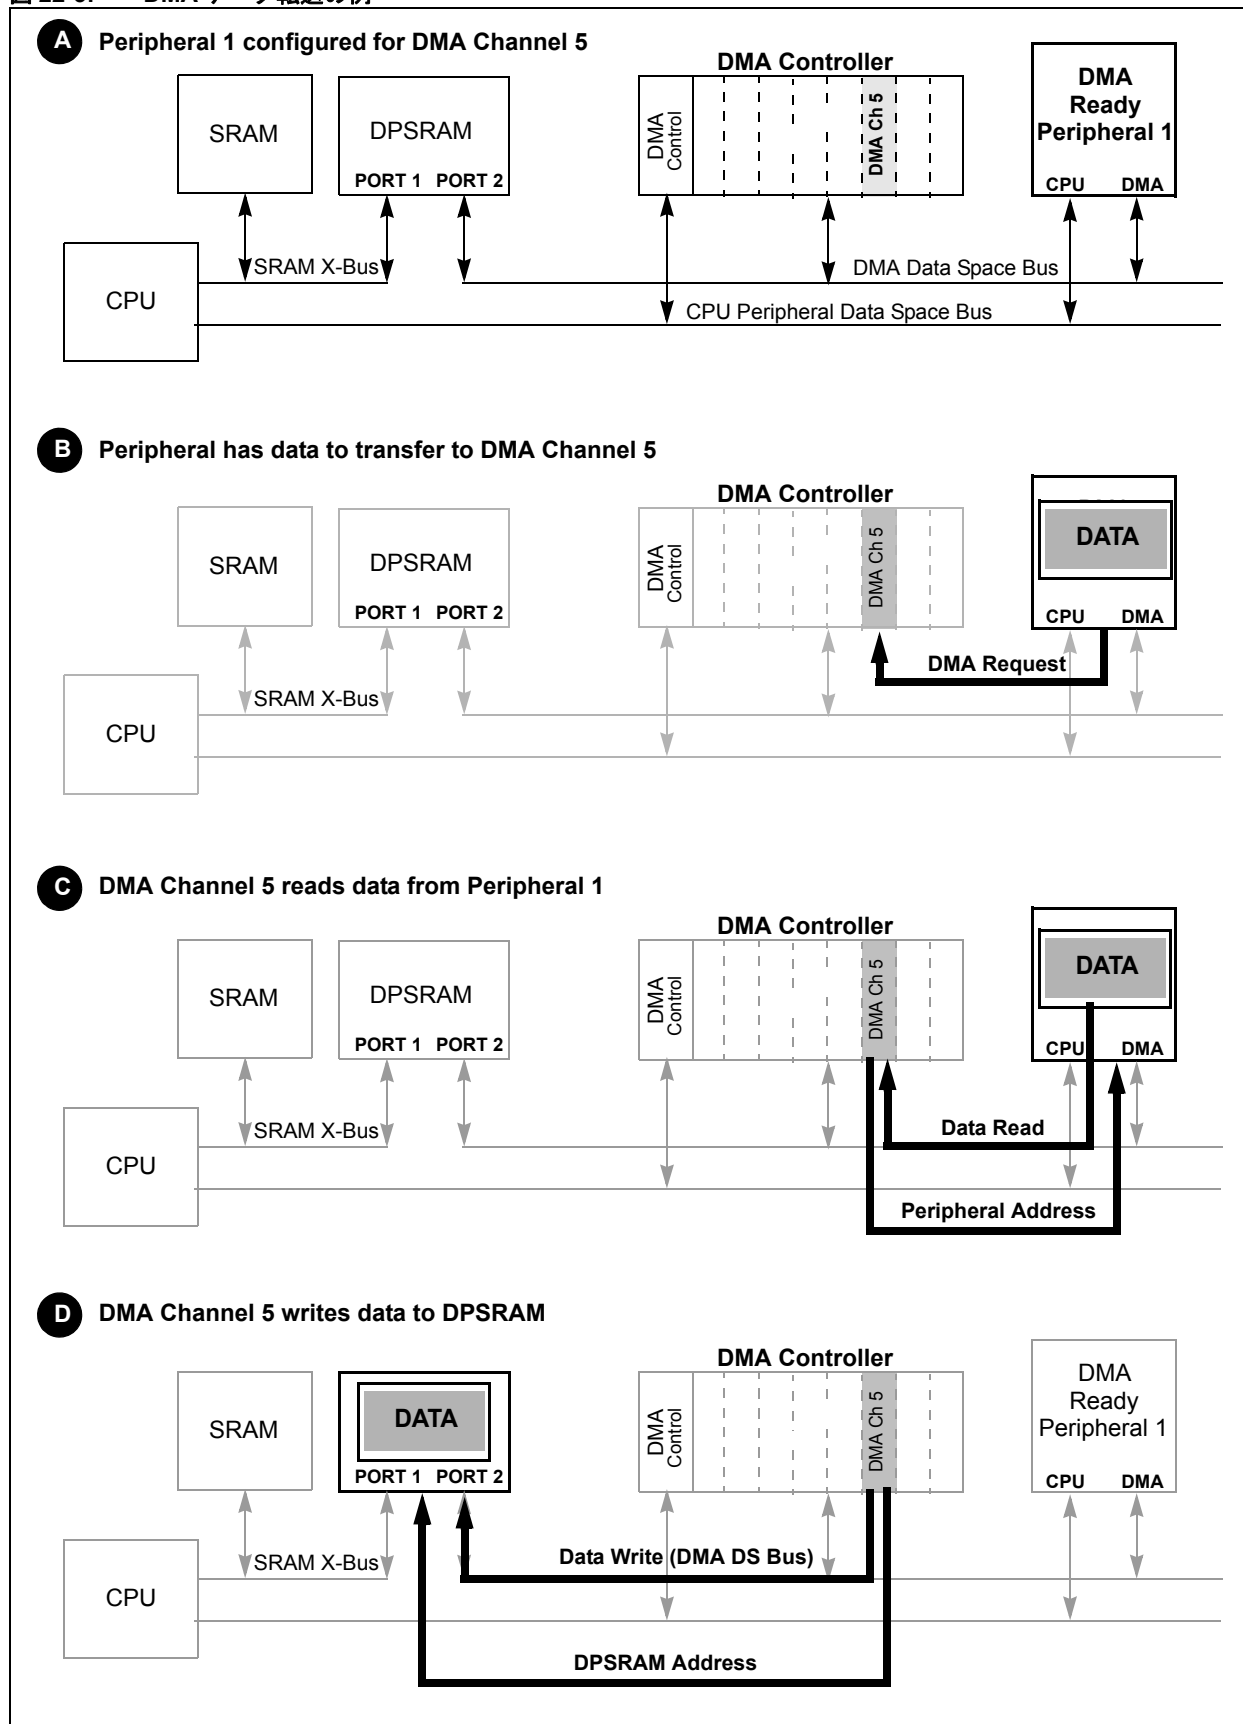 A Peripheral 1 configured for DMA Channel 5
DMA Controller
SRAM
DPSRAM
PORT 1 PORT 2
DMA Control
DMA Ch 5
DMA Ready Peripheral 1
CPU DMA
SRAM X-Bus
DMA Data Space Bus
CPU
CPU Peripheral Data Space Bus
B Peripheral has data to transfer to DMA Channel 5
DMA Controller
SRAM
DPSRAM
PORT 1 PORT 2
DMA Control
DMA Ch 5
DATA
CPU DMA
DMA Request
SRAM X-Bus
CPU
C DMA Channel 5 reads data from Peripheral 1
DMA Controller
SRAM
DPSRAM
PORT 1 PORT 2
DMA Control
DMA Ch 5
DATA
CPU DMA
SRAM X-Bus
Data Read
CPU
Peripheral Address
D DMA Channel 5 writes data to DPSRAM
DMA Controller
SRAM
DATA
PORT 1 PORT 2
DMA Control
DMA Ch 5
DMA Ready Peripheral 1
CPU DMA
SRAM X-Bus
Data Write (DMA DS Bus)
CPU
DPSRAM Address